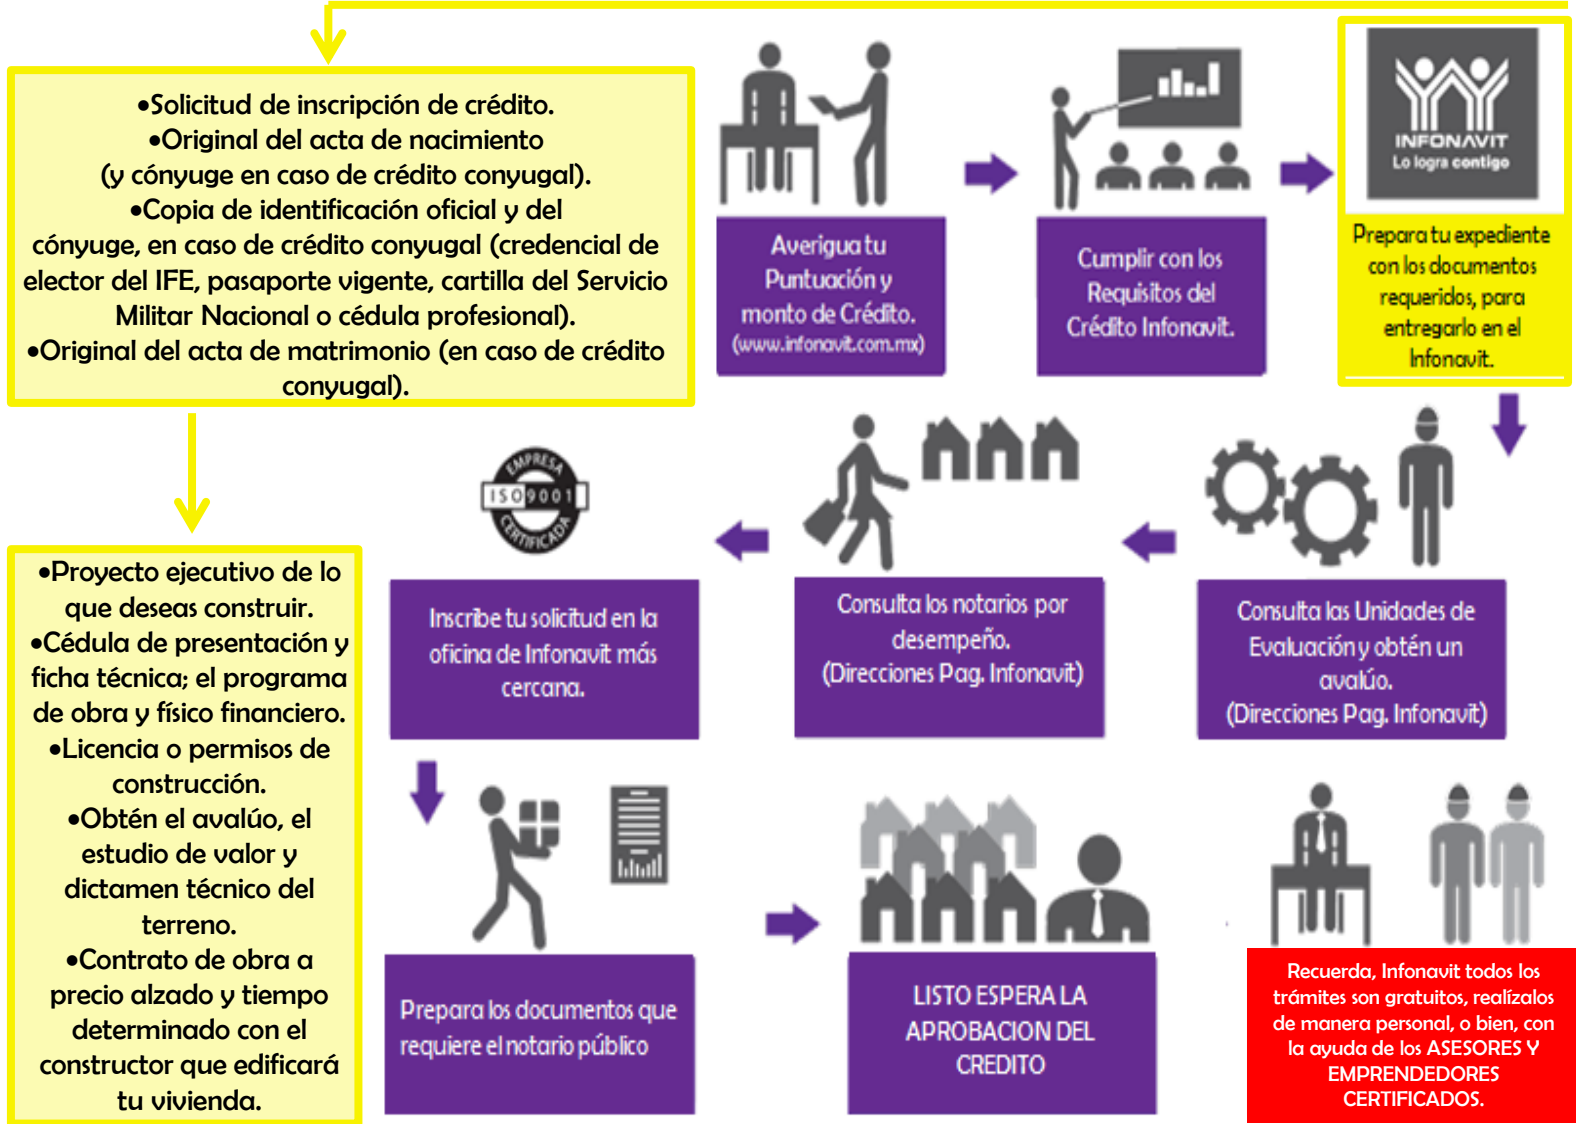 •Solicitud de inscripción de crédito.
•Original del acta de nacimiento
(y cónyuge en caso de crédito conyugal).
•Copia de identificación oficial y del
cónyuge, en caso de crédito conyugal (credencial de
elector del IFE, pasaporte vigente, cartilla del Servicio
Militar Nacional o cédula profesional).
•Original del acta de matrimonio (en caso de crédito
conyugal).
Averigua tu
Puntuación y
monto de Crédito.
(www.infonavit.com.mx)
Cumplir con los
Requisitos del
Crédito Infonavit.
INFONAVIT
Lo logra contigo
Prepara tu expediente
con los documentos
requeridos, para
entregarlo en el
Infonavit.
Consulta las Unidades de
Evaluación y obtén un
avalúo.
(Direcciones Pag. Infonavit)
Consulta los notarios por
desempeño.
(Direcciones Pag. Infonavit)
EMPRESA
ISO9001
CERTIFICADA
Inscribe tu solicitud en la
oficina de Infonavit más
cercana.
•Proyecto ejecutivo de lo
que deseas construir.
•Cédula de presentación y
ficha técnica; el programa
de obra y físico financiero.
•Licencia o permisos de
construcción.
•Obtén el avalúo, el
estudio de valor y
dictamen técnico del
terreno.
•Contrato de obra a
precio alzado y tiempo
determinado con el
constructor que edificará
tu vivienda.
Prepara los documentos que
requiere el notario público
LISTO ESPERA LA
APROBACION DEL
CREDITO
Recuerda, Infonavit todos los
trámites son gratuitos, realízalos
de manera personal, o bien, con
la ayuda de los ASESORES Y
EMPRENDEDORES
CERTIFICADOS.